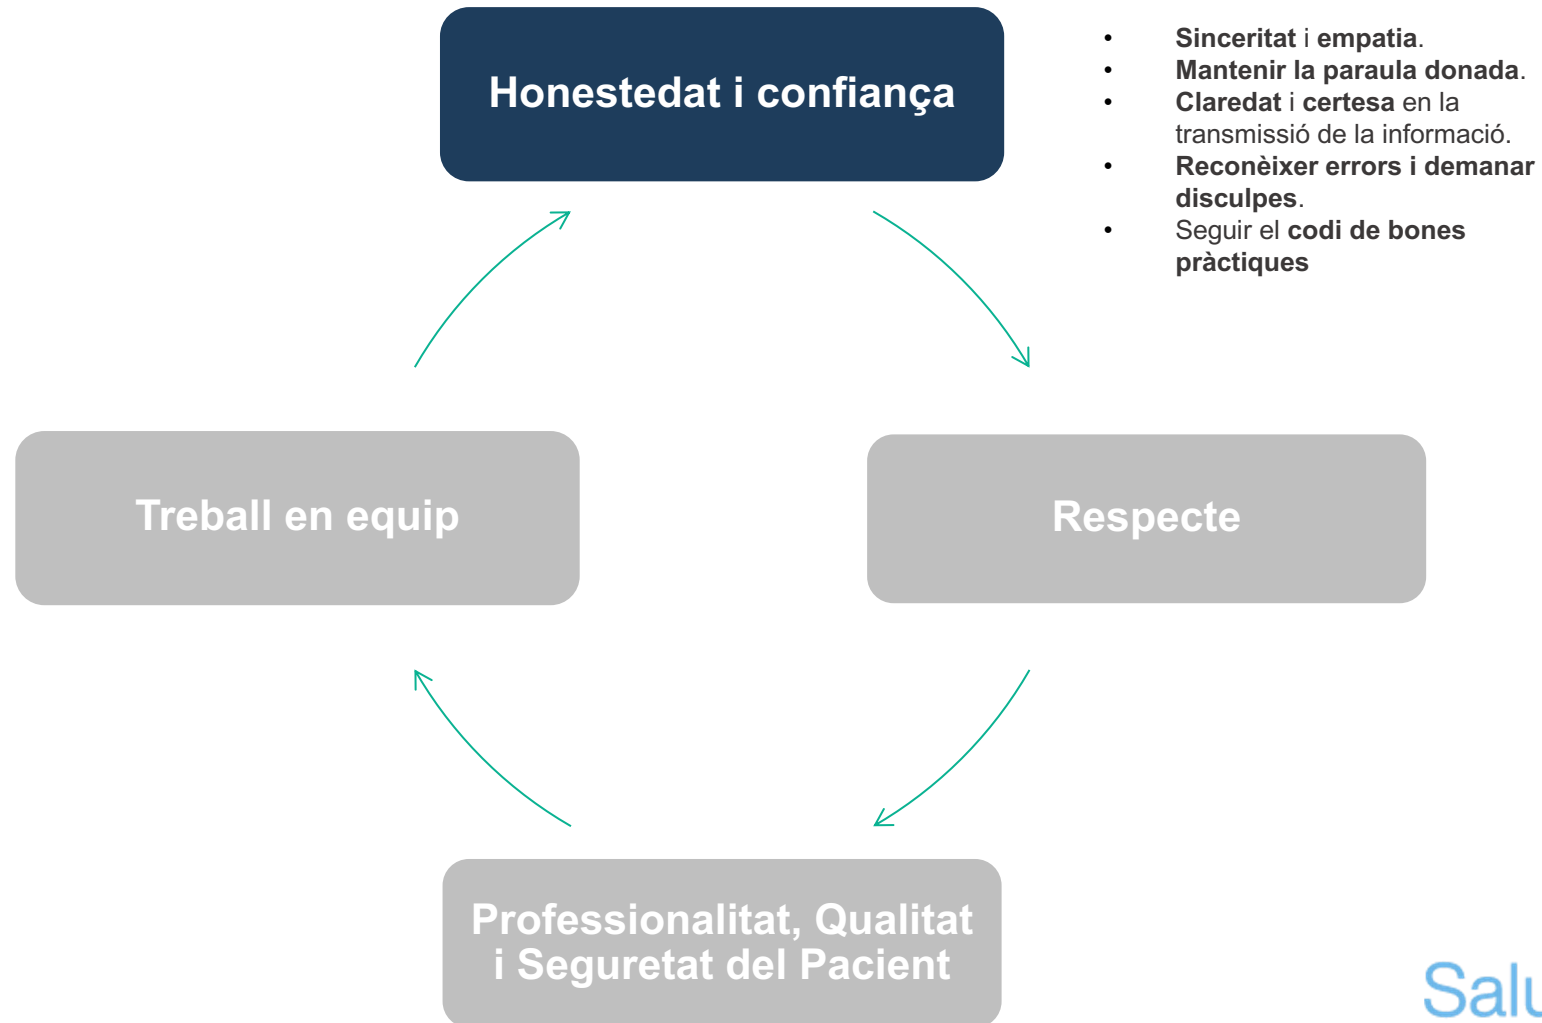 Honestedat i confiança
• Sinceritat i empatia.
• Mantenir la paraula donada.
• Claredat i certesa en la
transmissió de la informació.
• Reconèixer errors i demanar
disculpes.
• Seguir el codi de bones
pràctiques
Treball en equip
Respecte
Professionalitat, Qualitat
i Seguretat del Pacient